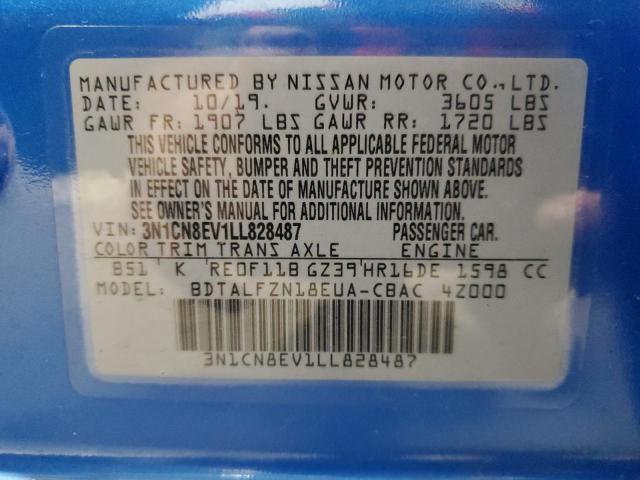 MANUFACTURED BY NISSAN MOTOR CO.,LTD.
DATE: 10/19. GVWR: 3605 LBS
GAWR FR: 1907 LBS GAWR RR: 1720 LBS
THIS VEHICLE CONFORMS TO ALL APPLICABLE FEDERAL MOTOR
VEHICLE SAFETY, BUMPER AND THEFT PREVENTION STANDARDS
IN EFFECT ON THE DATE OF MANUFACTURE SHOWN ABOVE.
SEE OWNER'S MANUAL FOR ADDITIONAL INFORMATION.
VIN: 3N1CN8EV1LL828487 PASSENGER CAR.
COLOR TRIM TRANS AXLE ENGINE
B51 K RE0F11B GZ39 HR16DE 1598 CC
MODEL: BDTALFZN18EUA-CBAC 4Z000
3N1CN8EV1LL828487